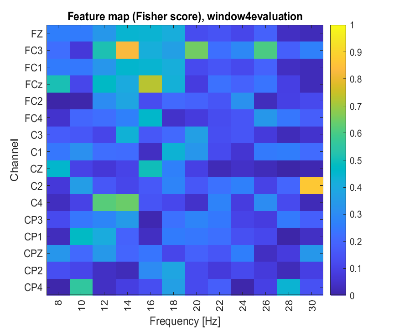 Feature map (Fisher score), window4evaluation
Channel
FZ
FC3
FC1
FCz
FC2
FC4
C3
C1
CZ
C2
C4
CP3
CP1
CPZ
CP2
CP4
8 10 12 14 16 18 20 22 24 26 28 30
Frequency [Hz]
1
0.9
0.8
0.7
0.6
0.5
0.4
0.3
0.2
0.1
0